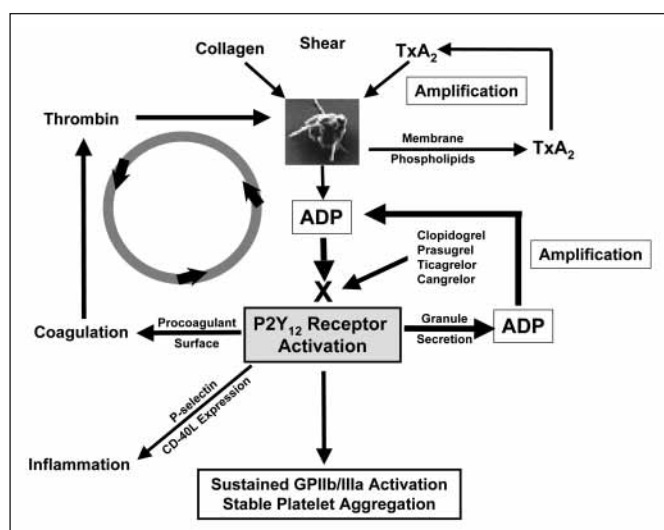 Collagen
Shear
TxA₂
Amplification
Thrombin
Membrane
Phospholipids
TxA₂
ADP
Clopidogrel
Prasugrel
Ticagrelor
Cangrelor
Amplification
X
Coagulation
Procoagulant
Surface
P2Y₁₂ Receptor
Activation
Granule
Secretion
ADP
P-selectin
CD-40L Expression
Inflammation
Sustained GPIIb/IIIa Activation
Stable Platelet Aggregation